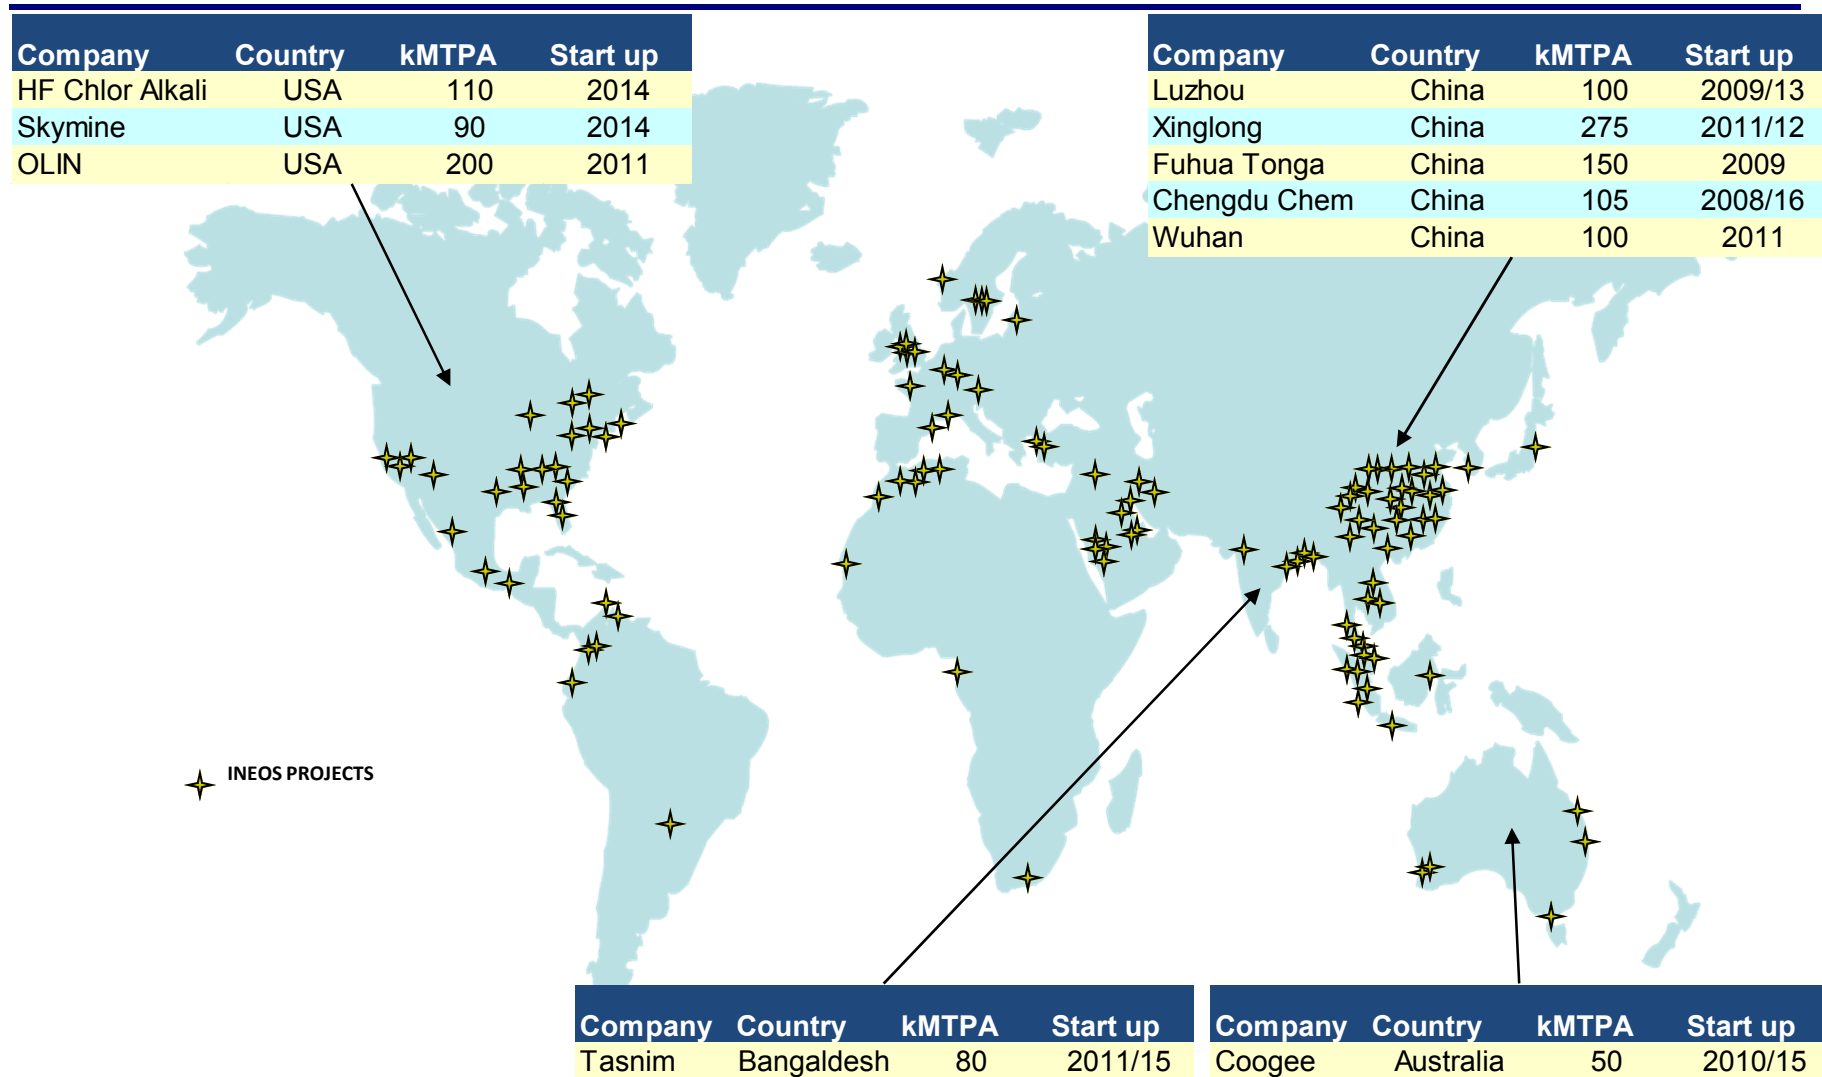 Company Country kMTPA Start up
HF Chlor Alkali USA 110 2014
Skymine USA 90 2014
OLIN USA 200 2011
Company Country kMTPA Start up
Luzhou China 100 2009/13
Xinglong China 275 2011/12
Fuhua Tonga China 150 2009
Chengdu Chem China 105 2008/16
Wuhan China 100 2011
INEOS PROJECTS
Company Country kMTPA Start up
Tasnim Bangaldesh 80 2011/15
Company Country kMTPA Start up
Coogee Australia 50 2010/15